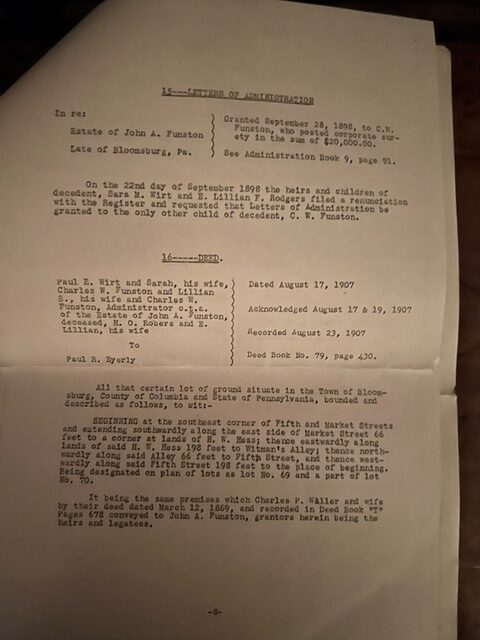 15---LETTERS OF ADMINISTRATION
In re:
Estate of John A. Funston
Late of Bloomsburg, Pa.
Granted September 28, 1898, to C.W.
Funston, who posted corporate sur-
ety in the sum of $20,000.00.
See Administration Book 9, page 91.
On the 22nd day of September 1898 the heirs and children of
decedent, Sara M. Wirt and E. Lillian F. Rodgers filed a renunciation
with the Register and requested that Letters of Administration be
granted to the only other child of decedent, C. W. Funston.
16-----DEED.
Paul E. Wirt and Sarah, his wife,
Charles W. Funston and Lillian
B., his wife and Charles W.
Funston, Administrator c.t.a.
of the Estate of John A. Funston,
deceased, H. O. Robers and E.
Lillian, his wife
To
Paul R. Eyerly
Dated August 17, 1907
Acknowledged August 17 & 19, 1907
Recorded August 23, 1907
Deed Book No. 79, page 430.
All that certain lot of ground situate in the Town of Bloom-
sburg, County of Columbia and State of Pennsylvania, bounded and
described as follows, to wit:-
BEGINNING at the southeast corner of Fifth and Market Streets
and extending southwardly along the east side of Market Street 66
feet to a corner at lands of H. W. Hess; thence eastwardly along
lands of said H. W. Hess 198 feet to Witman's Alley; thence north-
wardly along said Alley 66 feet to Fifth Street, and thence west-
wardly along said Fifth Street 198 feet to the place of beginning.
Being designated on plan of lots as lot No. 69 and a part of lot
No. 70.
It being the same premises which Charles P. Waller and wife
by their deed dated March 12, 1869, and recorded in Deed Book "T"
Pages 678 conveyed to John A. Funston, grantors herein being the
heirs and legatees.
-8-